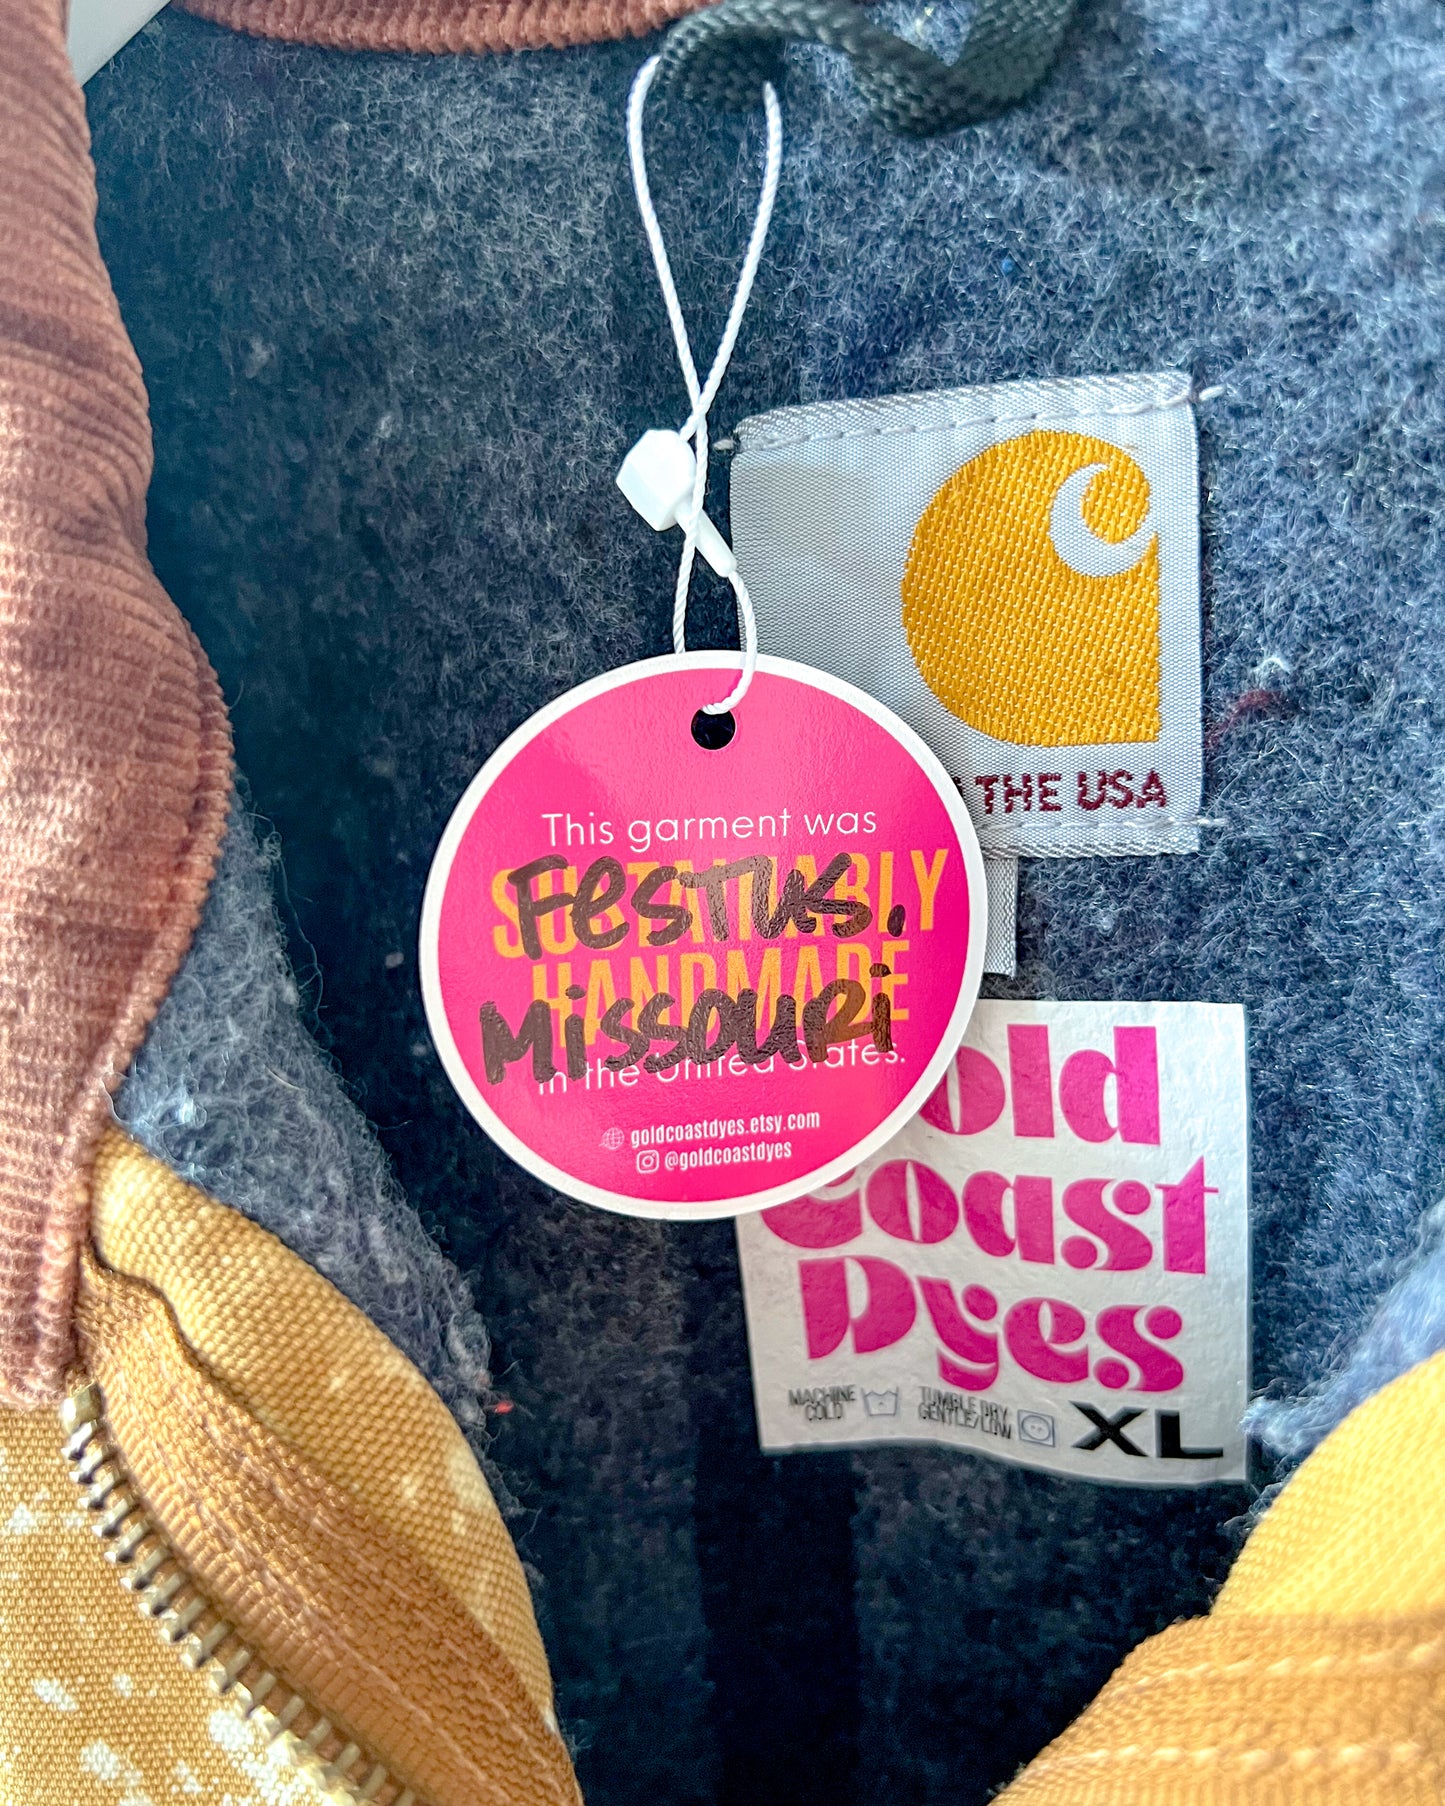 THE USA
This garment was
SUSTAINABLY
Festus.
HANDMADE
Missouri
in the United States.
goldcoastdyes.etsy.com
@goldcoastdyes
Gold
Coast
Dyes
MACHINE
COLD
TUMBLE DRY
GENTLE/LOW
XL